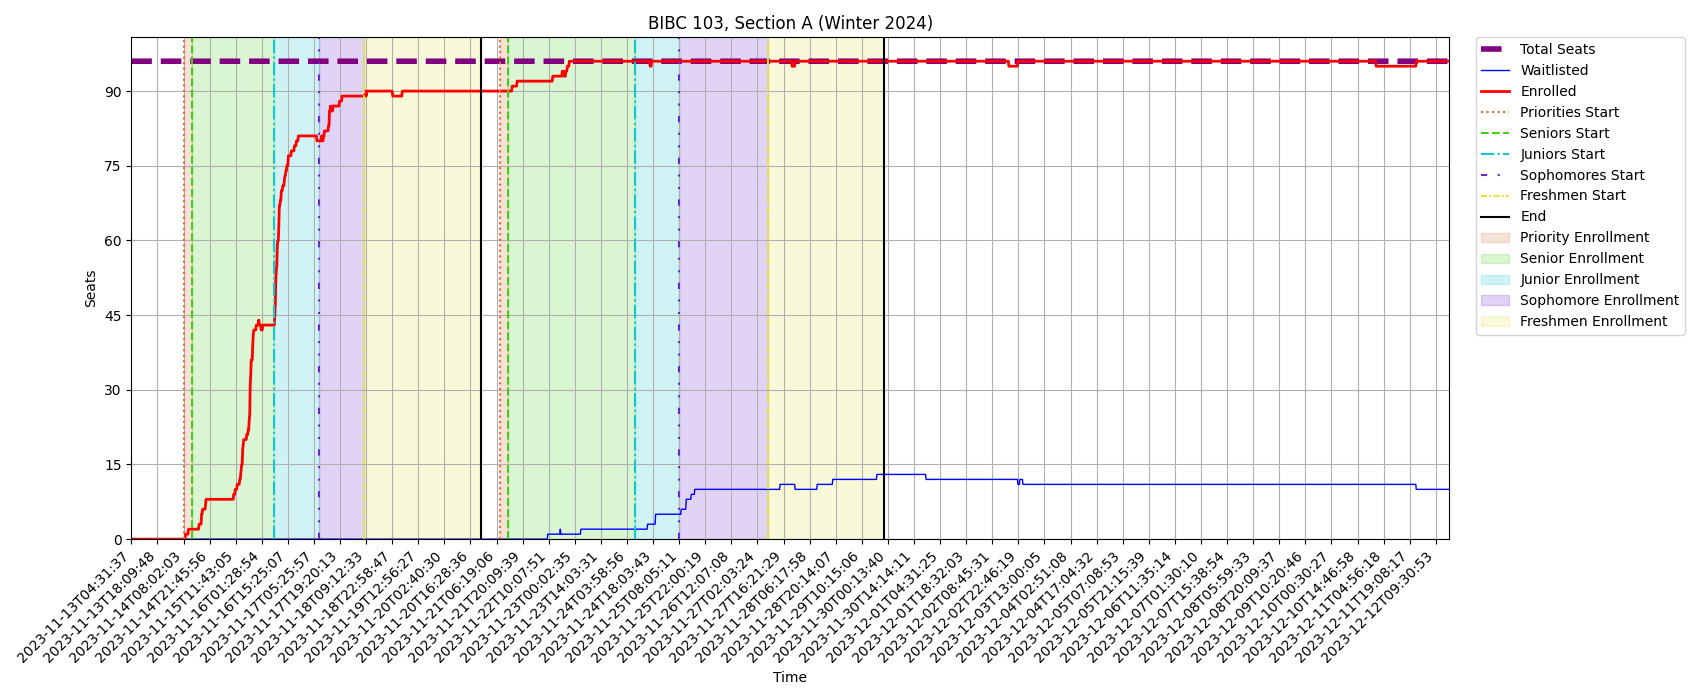 BIBC 103, Section A (Winter 2024)
Seats
90
75
60
45
30
15
0
2023-11-13T04:31:37
2023-11-13T18:09:48
2023-11-14T08:02:03
2023-11-14T21:45:56
2023-11-15T11:43:05
2023-11-16T01:28:54
2023-11-16T15:25:07
2023-11-17T05:25:57
2023-11-17T19:20:13
2023-11-18T09:12:33
2023-11-18T22:58:47
2023-11-19T12:56:27
2023-11-20T02:40:30
2023-11-20T16:28:36
2023-11-21T06:19:06
2023-11-21T20:09:39
2023-11-22T10:07:51
2023-11-23T00:02:35
2023-11-23T14:03:31
2023-11-24T03:58:56
2023-11-24T18:03:43
2023-11-25T08:05:11
2023-11-25T22:00:19
2023-11-26T12:07:08
2023-11-27T02:03:24
2023-11-27T16:21:29
2023-11-28T06:17:58
2023-11-28T20:14:07
2023-11-29T10:15:06
2023-11-30T00:13:40
2023-11-30T14:14:11
2023-12-01T04:31:25
2023-12-01T18:32:03
2023-12-02T08:45:31
2023-12-02T22:46:19
2023-12-03T13:00:05
2023-12-04T02:51:08
2023-12-04T17:04:32
2023-12-05T07:08:53
2023-12-05T21:15:39
2023-12-06T11:35:14
2023-12-07T01:30:10
2023-12-07T15:38:54
2023-12-08T05:59:33
2023-12-08T20:09:37
2023-12-09T10:20:46
2023-12-10T00:30:27
2023-12-10T14:46:58
2023-12-11T04:56:18
2023-12-11T19:08:17
2023-12-12T09:30:53
Time
Total Seats
Waitlisted
Enrolled
Priorities Start
Seniors Start
Juniors Start
Sophomores Start
Freshmen Start
End
Priority Enrollment
Senior Enrollment
Junior Enrollment
Sophomore Enrollment
Freshmen Enrollment